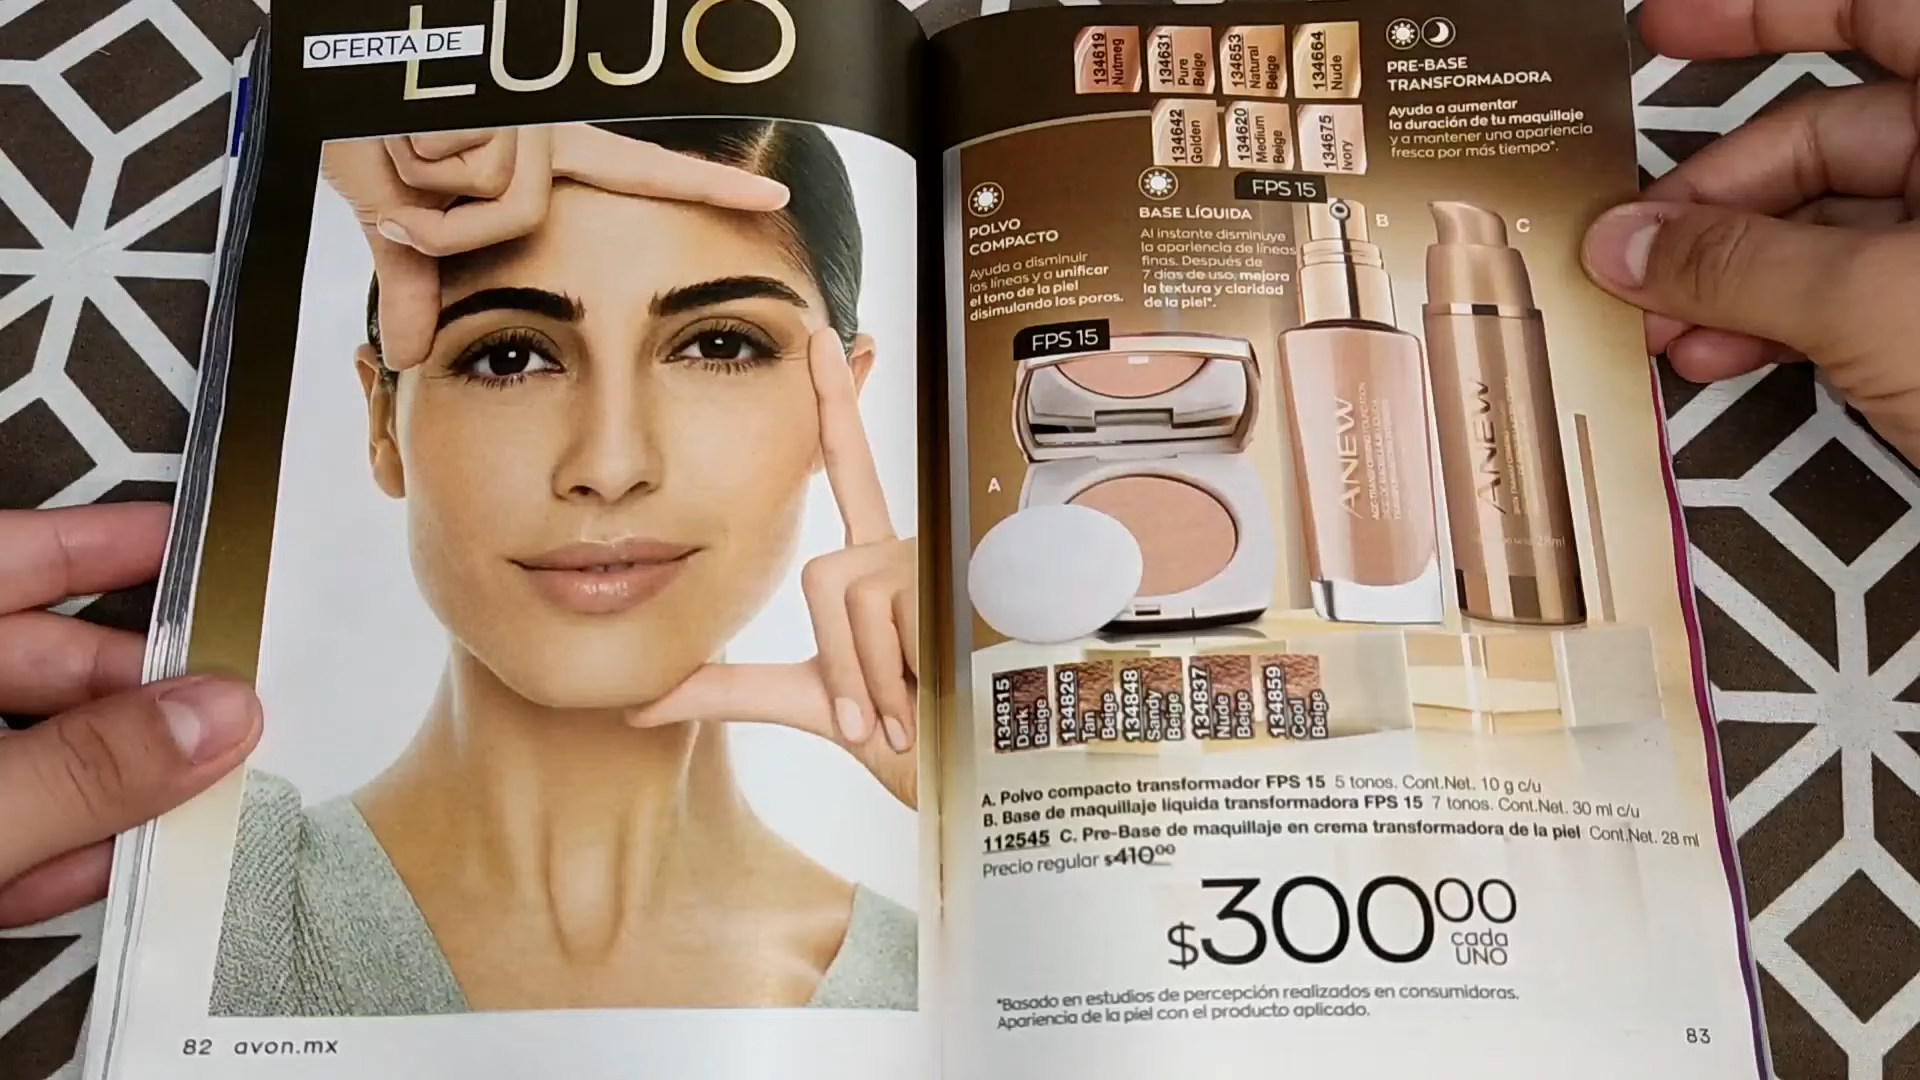 OFERTA DE
LUJO
82 avon.mx
134619
Nutmeg
134631
Pure
Beige
134653
Natural
Beige
134664
Nude
134642
Golden
134620
Medium
Beige
134675
Ivory
PRE-BASE
TRANSFORMADORA
Ayuda a aumentar
la duración de tu maquillaje
y a mantener una apariencia
fresca por más tiempo*.
POLVO
COMPACTO
Ayuda a disminuir
las líneas y a unificar
el tono de la piel
disimulando los poros.
FPS 15
BASE LÍQUIDA
Al instante disminuye
la apariencia de líneas
finas. Después de
7 días de uso, mejora
la textura y claridad
de la piel*.
FPS 15
A
B
C
ANEW
ANEW
28ml
134815
Dark
Beige
134826
Tan
Beige
134848
Sandy
Beige
134837
Nude
Beige
134859
Cool
Beige
A. Polvo compacto transformador FPS 15 5 tonos. Cont.Net. 10 g c/u
B. Base de maquillaje líquida transformadora FPS 15 7 tonos. Cont.Net. 30 ml c/u
112545 C. Pre-Base de maquillaje en crema transformadora de la piel Cont.Net. 28 ml
Precio regular $41000
$30000
cada
UNO
*Basado en estudios de percepción realizados en consumidoras.
Apariencia de la piel con el producto aplicado.
83